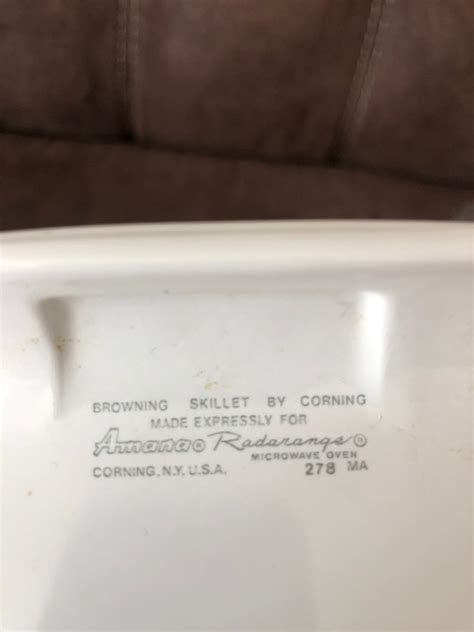 BROWNING SKILLET BY CORNING
MADE EXPRESSLY FOR
Amana® Radarange®
MICROWAVE OVEN
CORNING, N.Y. U.S.A. 278 MA